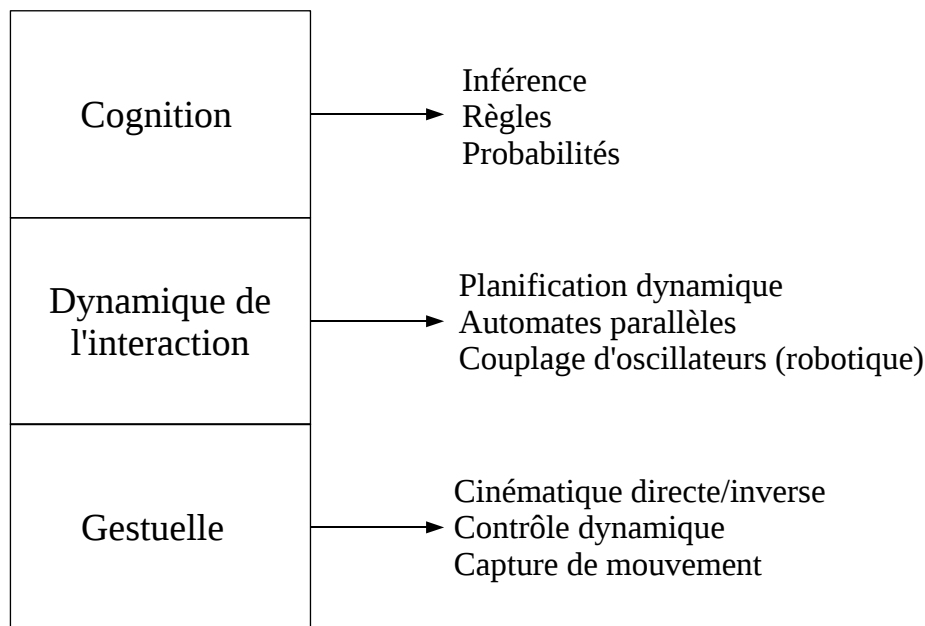 Cognition
Inférence
Règles
Probabilités
Dynamique de
l'interaction
Planification dynamique
Automates parallèles
Couplage d'oscillateurs (robotique)
Gestuelle
Cinématique directe/inverse
Contrôle dynamique
Capture de mouvement